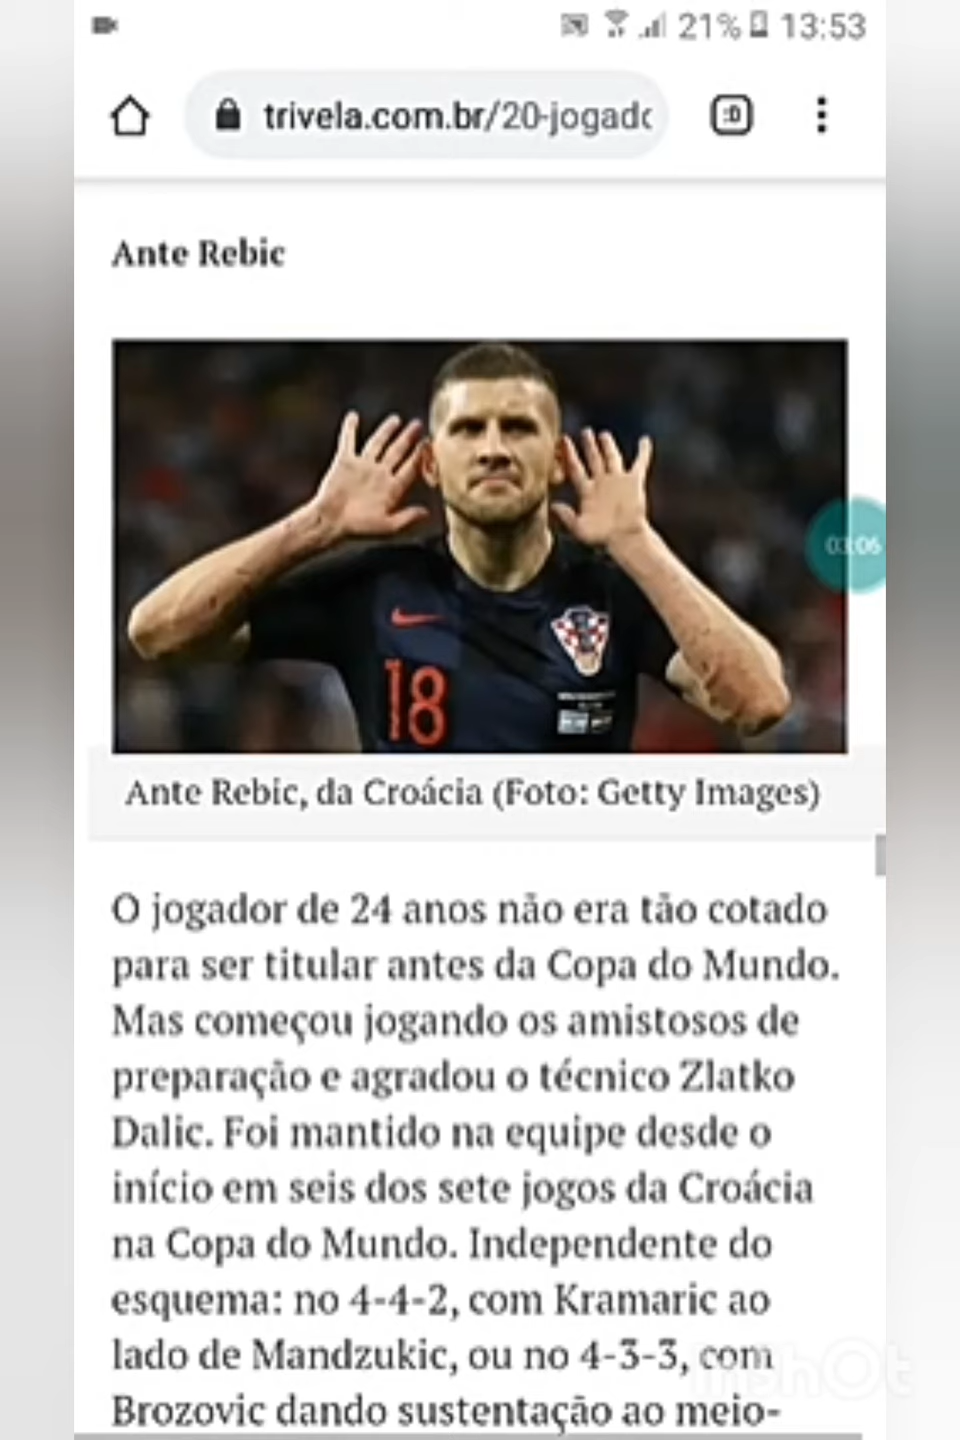 21% 13:53
trivela.com.br/20-jogado
:D
Ante Rebic
03:06
18
Ante Rebic, da Croácia (Foto: Getty Images)
O jogador de 24 anos não era tão cotado
para ser titular antes da Copa do Mundo.
Mas começou jogando os amistosos de
preparação e agradou o técnico Zlatko
Dalic. Foi mantido na equipe desde o
início em seis dos sete jogos da Croácia
na Copa do Mundo. Independente do
esquema: no 4-4-2, com Kramaric ao
lado de Mandzukic, ou no 4-3-3, com
Brozovic dando sustentação ao meio-
InShOt